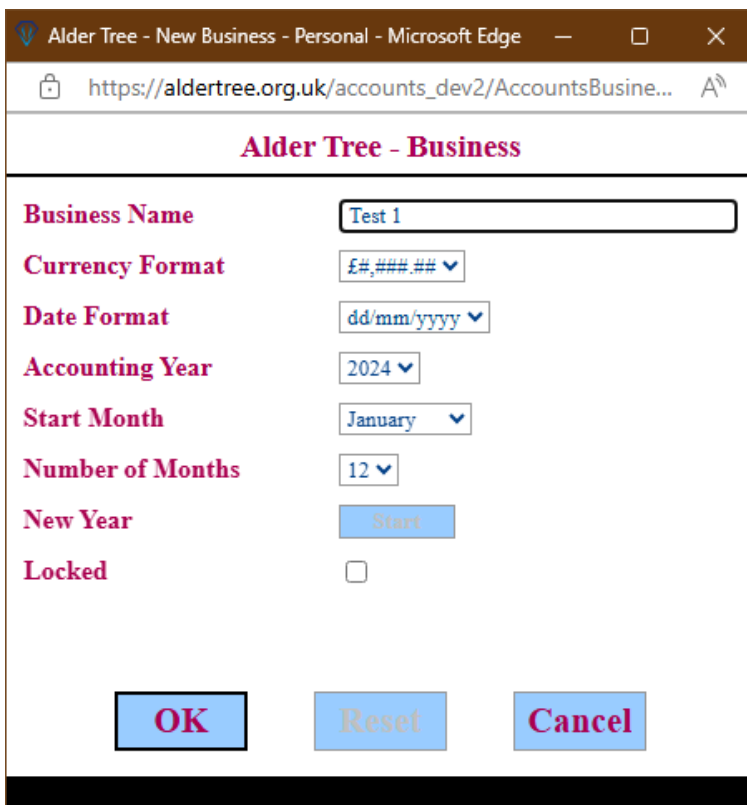 Alder Tree - New Business - Personal - Microsoft Edge
https://aldertree.org.uk/accounts_dev2/AccountsBusine...
Alder Tree - Business
Business Name Test 1
Currency Format £#,###.##
Date Format dd/mm/yyyy
Accounting Year 2024
Start Month January
Number of Months 12
New Year Start
Locked
OK Reset Cancel